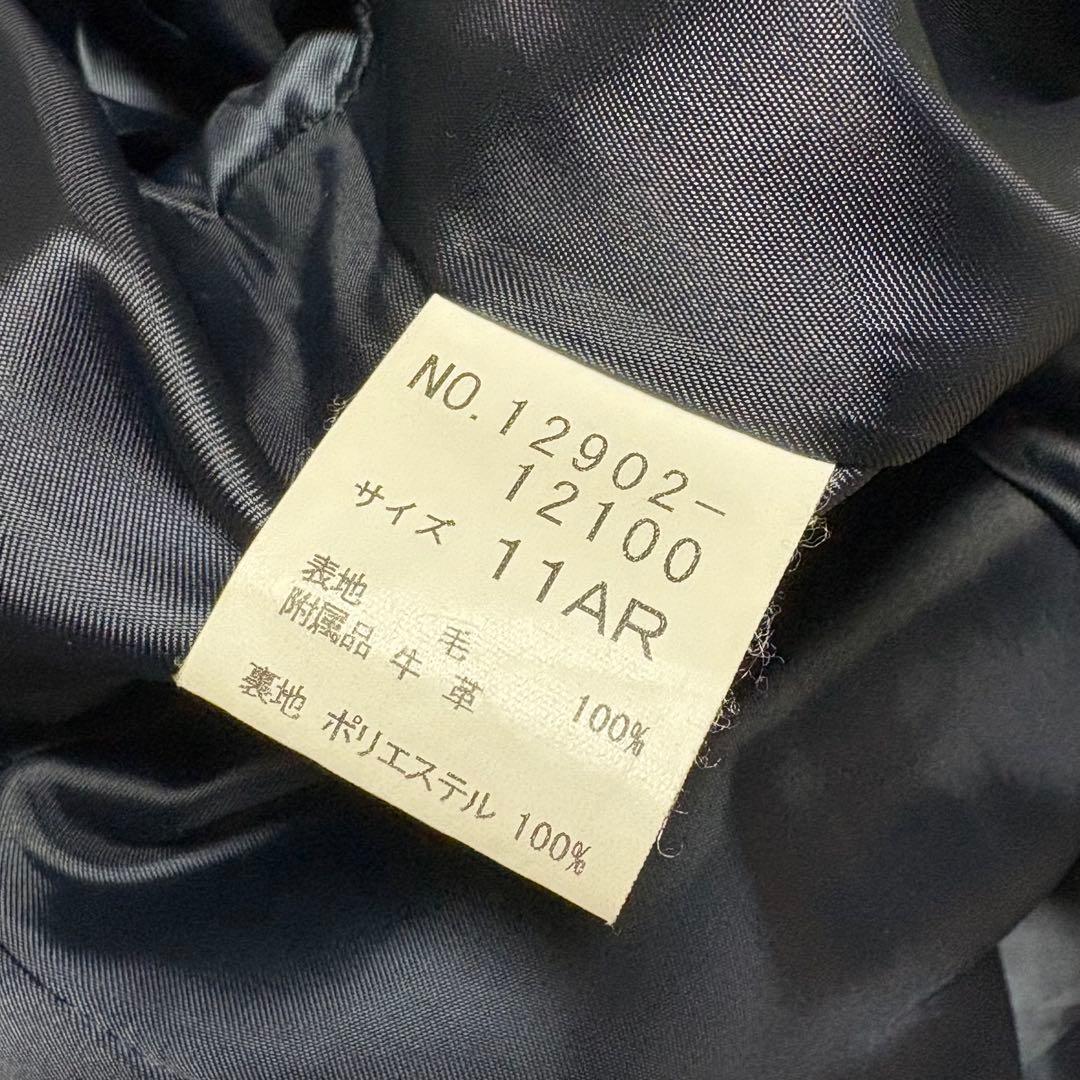 NO.12902-
12100
サイズ 11AR
表地 毛 100%
附属品 牛革
裏地 ポリエステル 100%